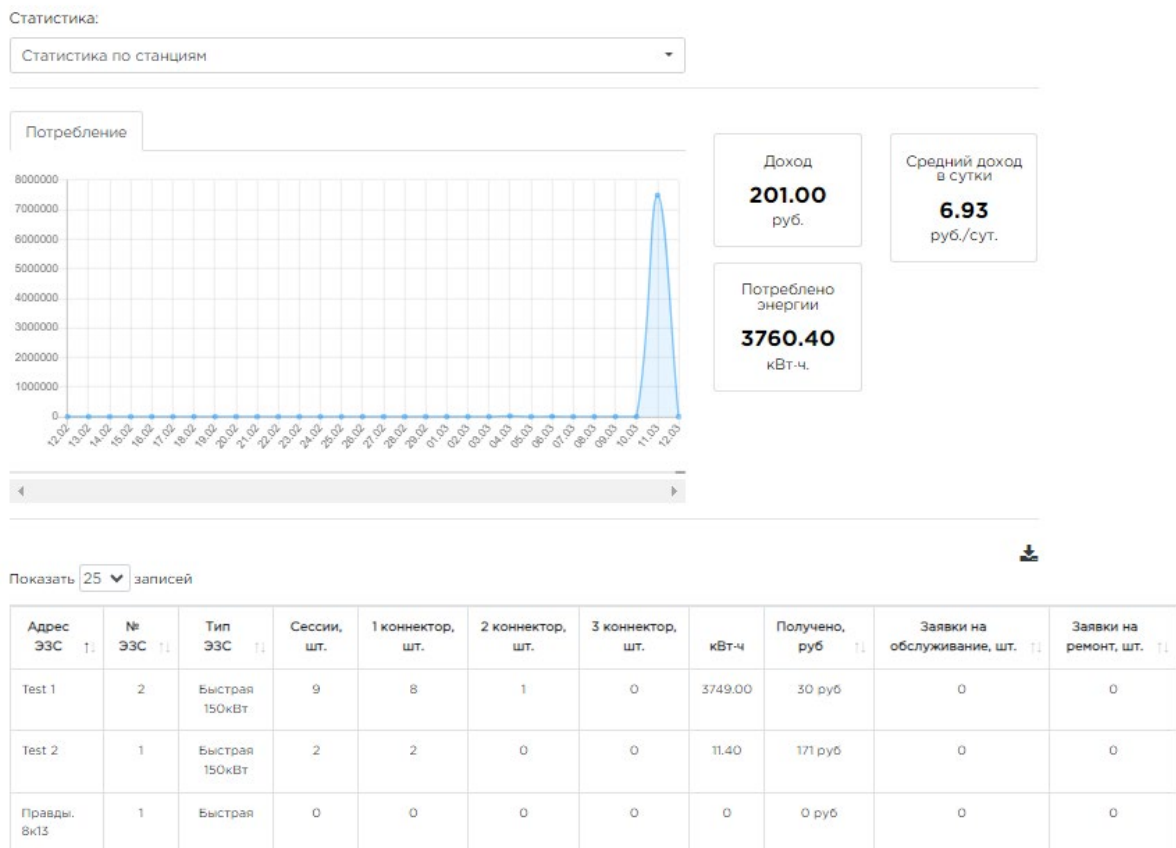 Статистика:
Статистика по станциям
Потребление
8000000
7000000
6000000
5000000
4000000
3000000
2000000
1000000
0
12.02 13.02 14.02 15.02 16.02 17.02 18.02 19.02 20.02 21.02 22.02 23.02 24.02 25.02 26.02 27.02 28.02 29.02 01.03 02.03 03.03 04.03 05.03 06.03 07.03 08.03 09.03 10.03 11.03 12.03
Доход
201.00
руб.
Средний доход
в сутки
6.93
руб./сут.
Потреблено
энергии
3760.40
кВт·ч.
Показать 25 записей
Адрес № Тип Сессии, 1 коннектор, 2 коннектор, 3 коннектор, кВт·ч Получено, Заявки на Заявки на
ЭЗС ЭЗС ЭЗС шт. шт. шт. шт. руб обслуживание, шт. ремонт, шт.
Test 1 2 Быстрая 9 8 1 0 3749.00 30 руб 0 0
150кВт
Test 2 1 Быстрая 2 2 0 0 11.40 171 руб 0 0
150кВт
Правды. 1 Быстрая 0 0 0 0 0 0 руб 0 0
8к13